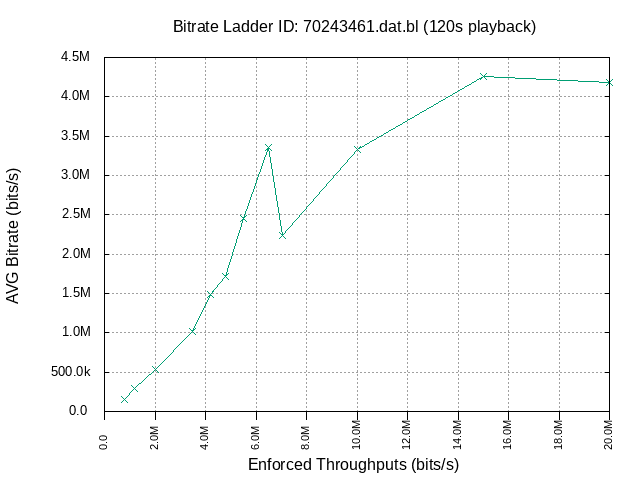 Bitrate Ladder ID: 70243461.dat.bl (120s playback)
4.5M
4.0M
3.5M
3.0M
2.5M
2.0M
1.5M
1.0M
500.0k
0.0
AVG Bitrate (bits/s)
0.0 2.0M 4.0M 6.0M 8.0M 10.0M 12.0M 14.0M 16.0M 18.0M 20.0M
Enforced Throughputs (bits/s)